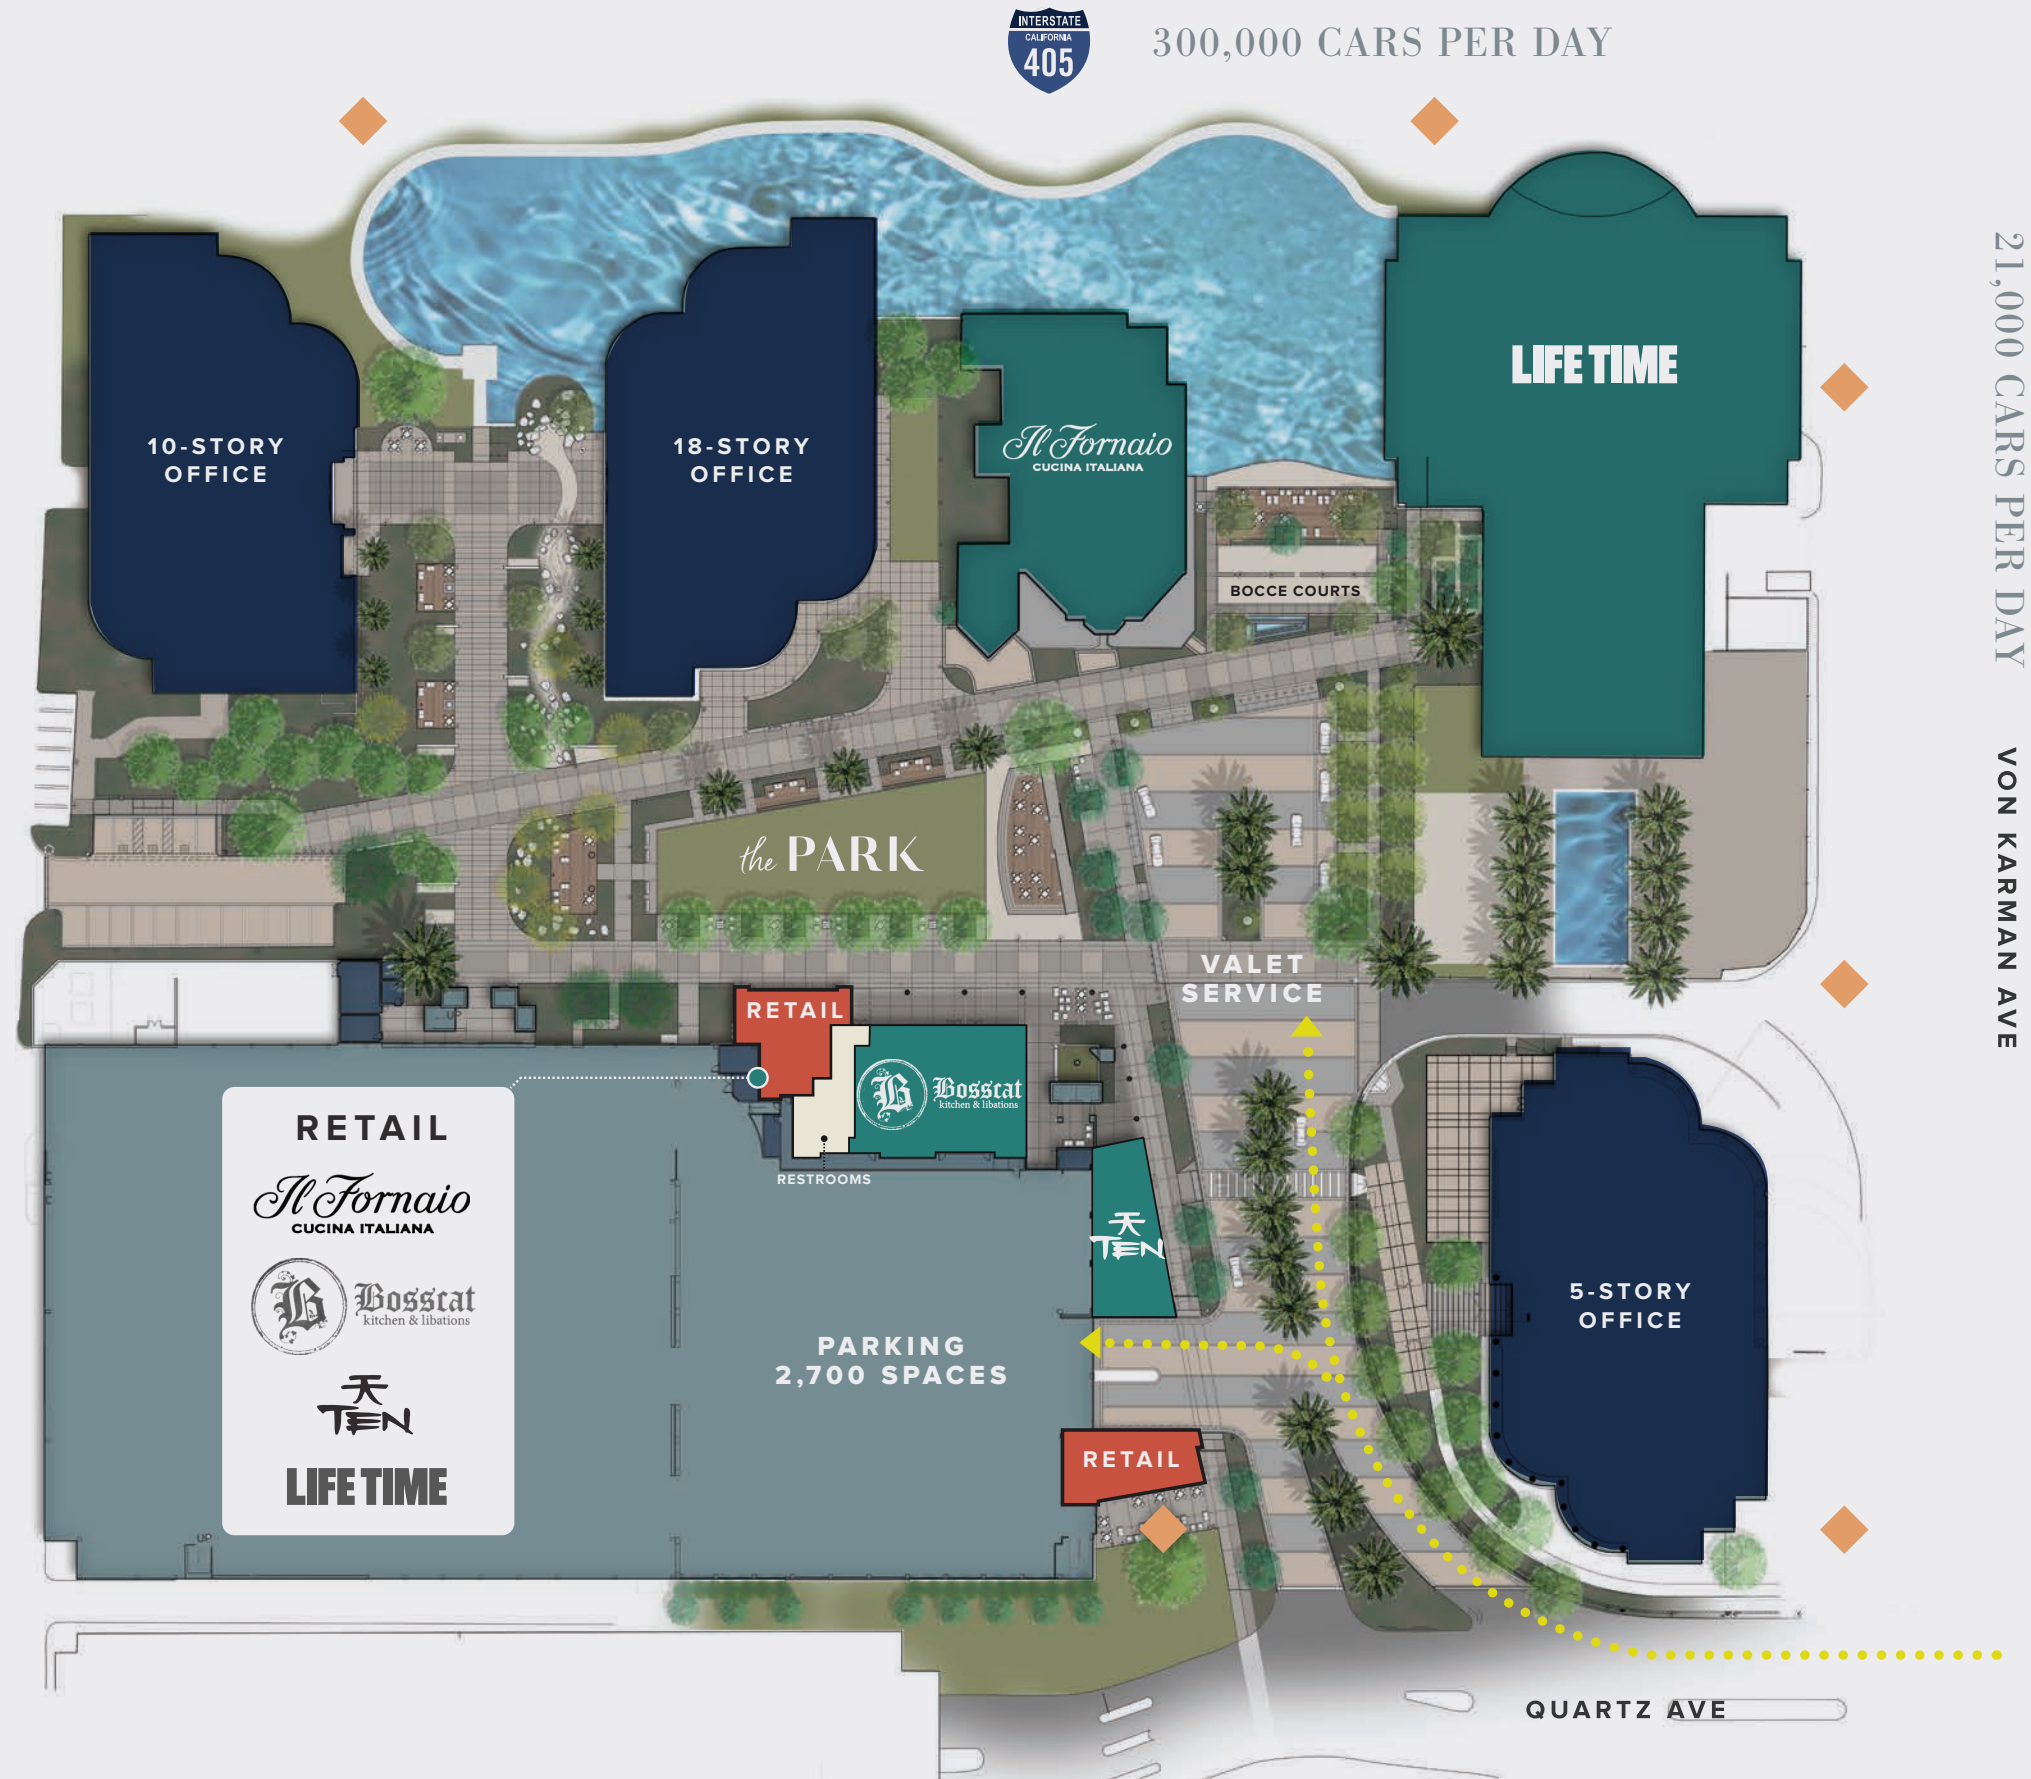 INTERSTATE
CALIFORNIA
405
300,000 CARS PER DAY
21,000 CARS PER DAY
VON KARMAN AVE
LIFE TIME
10-STORY
OFFICE
18-STORY
OFFICE
Il Fornaio
CUCINA ITALIANA
BOCCE COURTS
the PARK
VALET
SERVICE
RETAIL
UP
B
Bosscat
kitchen & libations
RESTROOMS
TEN
RETAIL
Il Fornaio
CUCINA ITALIANA
B
Bosscat
kitchen & libations
TEN
LIFE TIME
5-STORY
OFFICE
PARKING
2,700 SPACES
RETAIL
UP
QUARTZ AVE